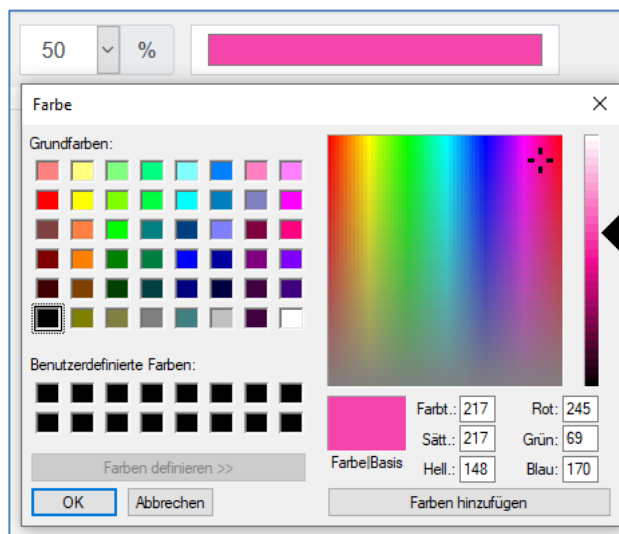 50 %
Farbe
Grundfarben:
Benutzerdefinierte Farben:
Farben definieren >>
OK Abbrechen
Farbe|Basis
Farbt.: 217 Rot: 245
Sätt.: 217 Grün: 69
Hell.: 148 Blau: 170
Farben hinzufügen